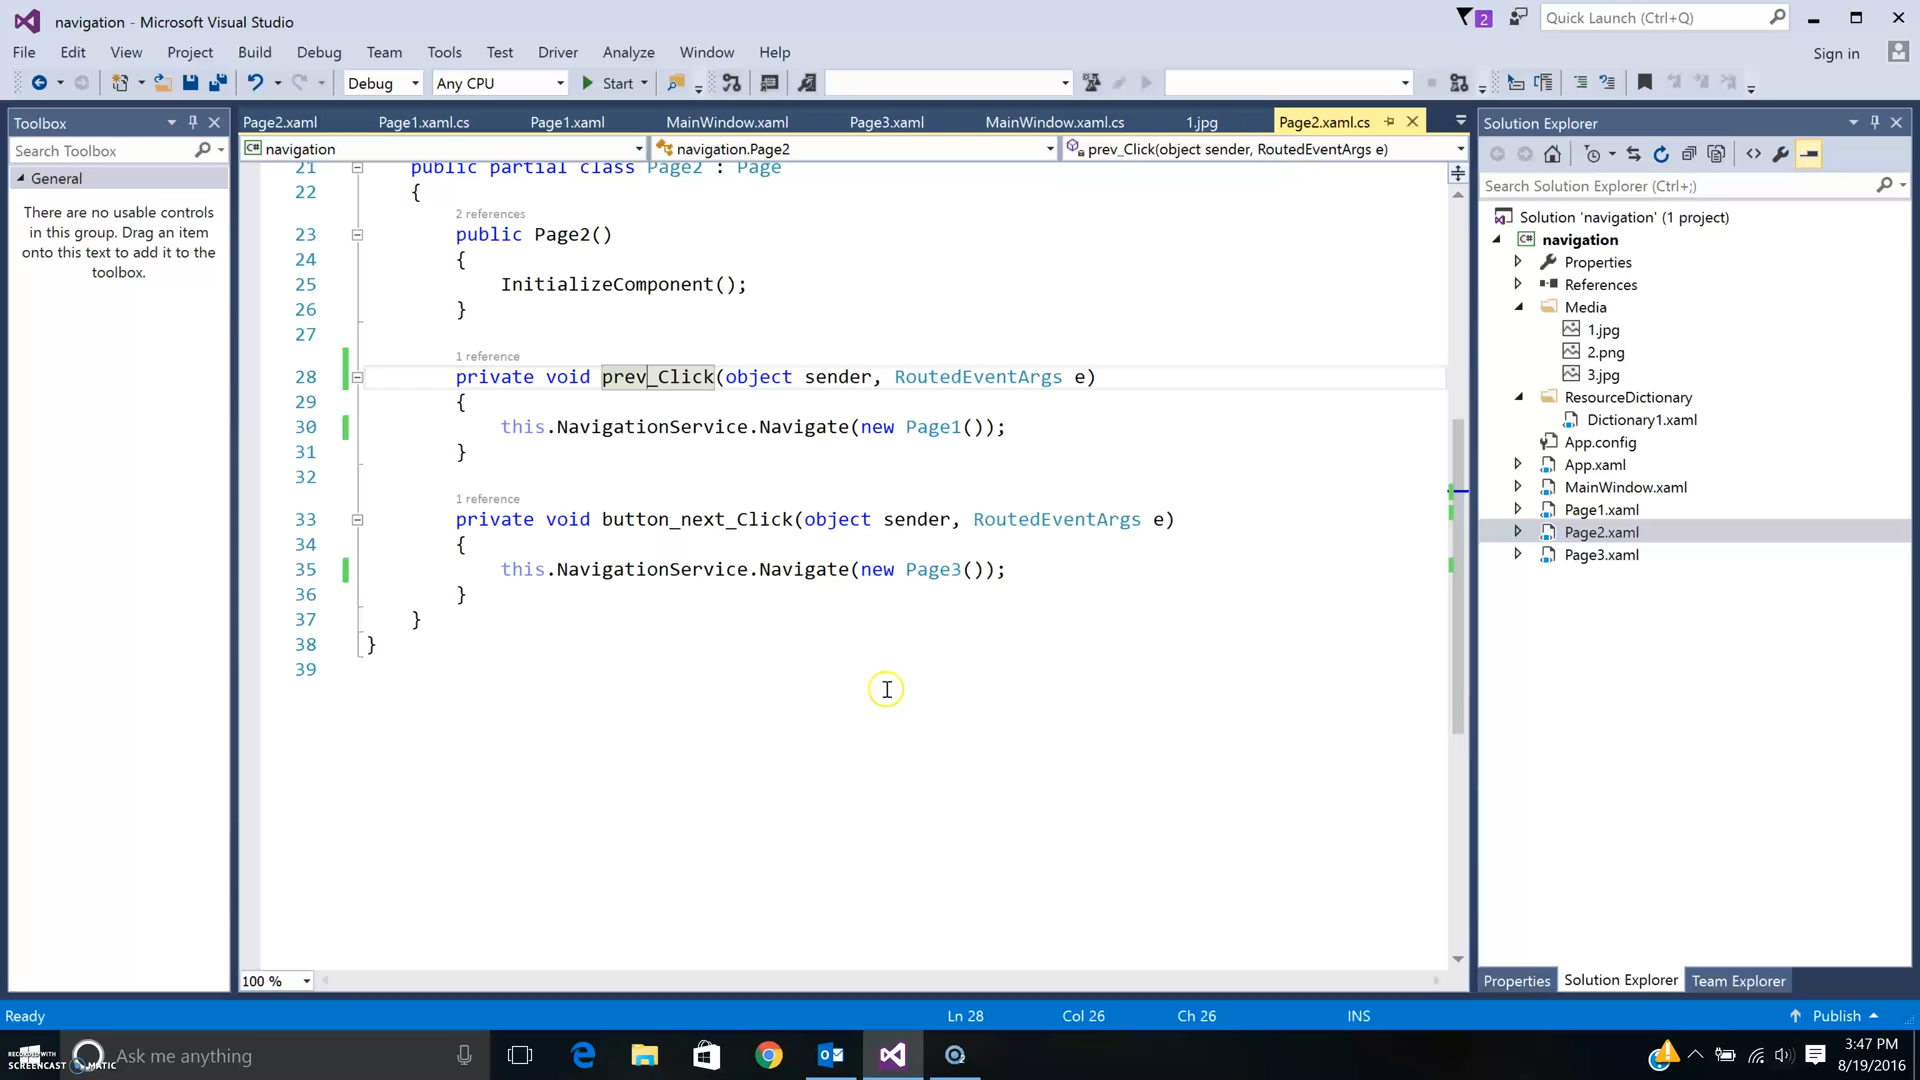 navigation - Microsoft Visual Studio
2
Quick Launch (Ctrl+Q)
File Edit View Project Build Debug Team Tools Test Driver Analyze Window Help
Sign in
Debug Any CPU Start
Toolbox
Search Toolbox
General
There are no usable controls
in this group. Drag an item
onto this text to add it to the
toolbox.
Page2.xaml Page1.xaml.cs Page1.xaml MainWindow.xaml Page3.xaml MainWindow.xaml.cs 1.jpg Page2.xaml.cs
C# navigation navigation.Page2 prev_Click(object sender, RoutedEventArgs e)
21 public partial class Page2 : Page
22 {
2 references
23 public Page2()
24 {
25 InitializeComponent();
26 }
27
1 reference
28 private void prev_Click(object sender, RoutedEventArgs e)
29 {
30 this.NavigationService.Navigate(new Page1());
31 }
32
1 reference
33 private void button_next_Click(object sender, RoutedEventArgs e)
34 {
35 this.NavigationService.Navigate(new Page3());
36 }
37 }
38 }
39
100 %
Solution Explorer
Search Solution Explorer (Ctrl+;)
Solution 'navigation' (1 project)
C# navigation
Properties
References
Media
1.jpg
2.png
3.jpg
ResourceDictionary
Dictionary1.xaml
App.config
App.xaml
MainWindow.xaml
Page1.xaml
Page2.xaml
Page3.xaml
Properties Solution Explorer Team Explorer
Ready Ln 28 Col 26 Ch 26 INS Publish
RECORDED WITH
SCREENCAST MATIC
Ask me anything
3:47 PM
8/19/2016